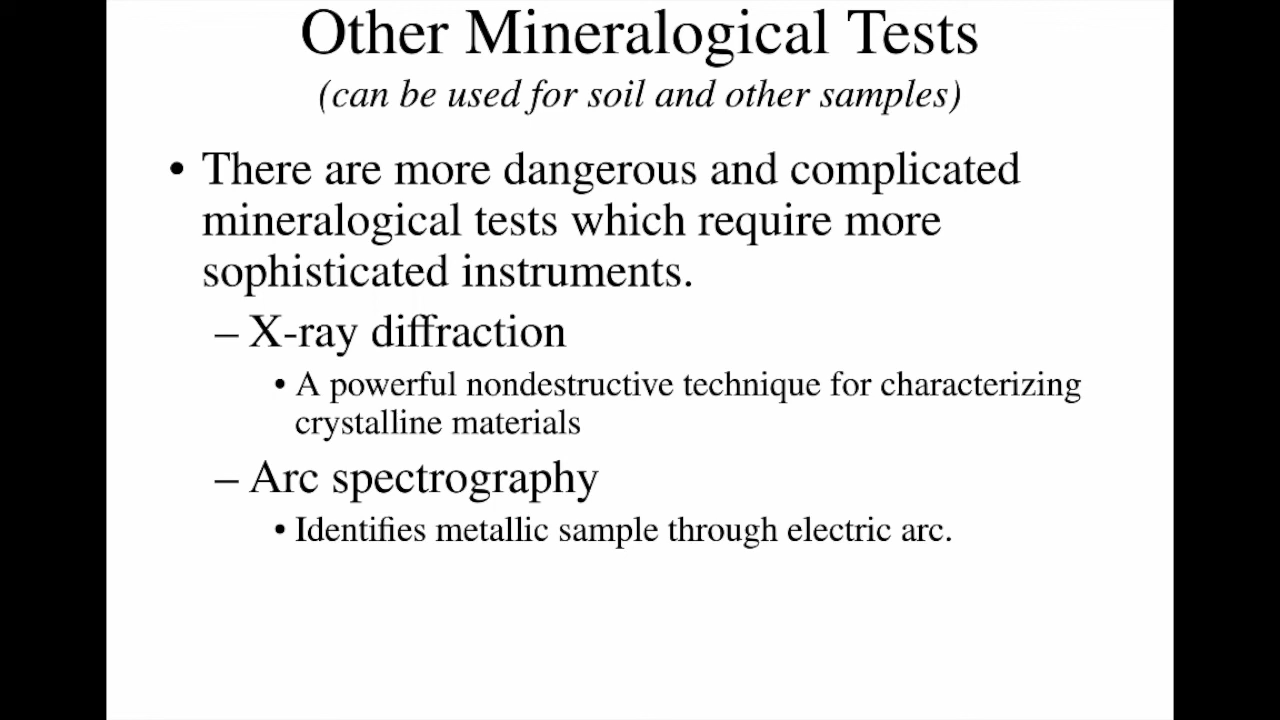 Other Mineralogical Tests
(can be used for soil and other samples)
• There are more dangerous and complicated
mineralogical tests which require more
sophisticated instruments.
– X-ray diffraction
• A powerful nondestructive technique for characterizing
crystalline materials
– Arc spectrography
• Identifies metallic sample through electric arc.